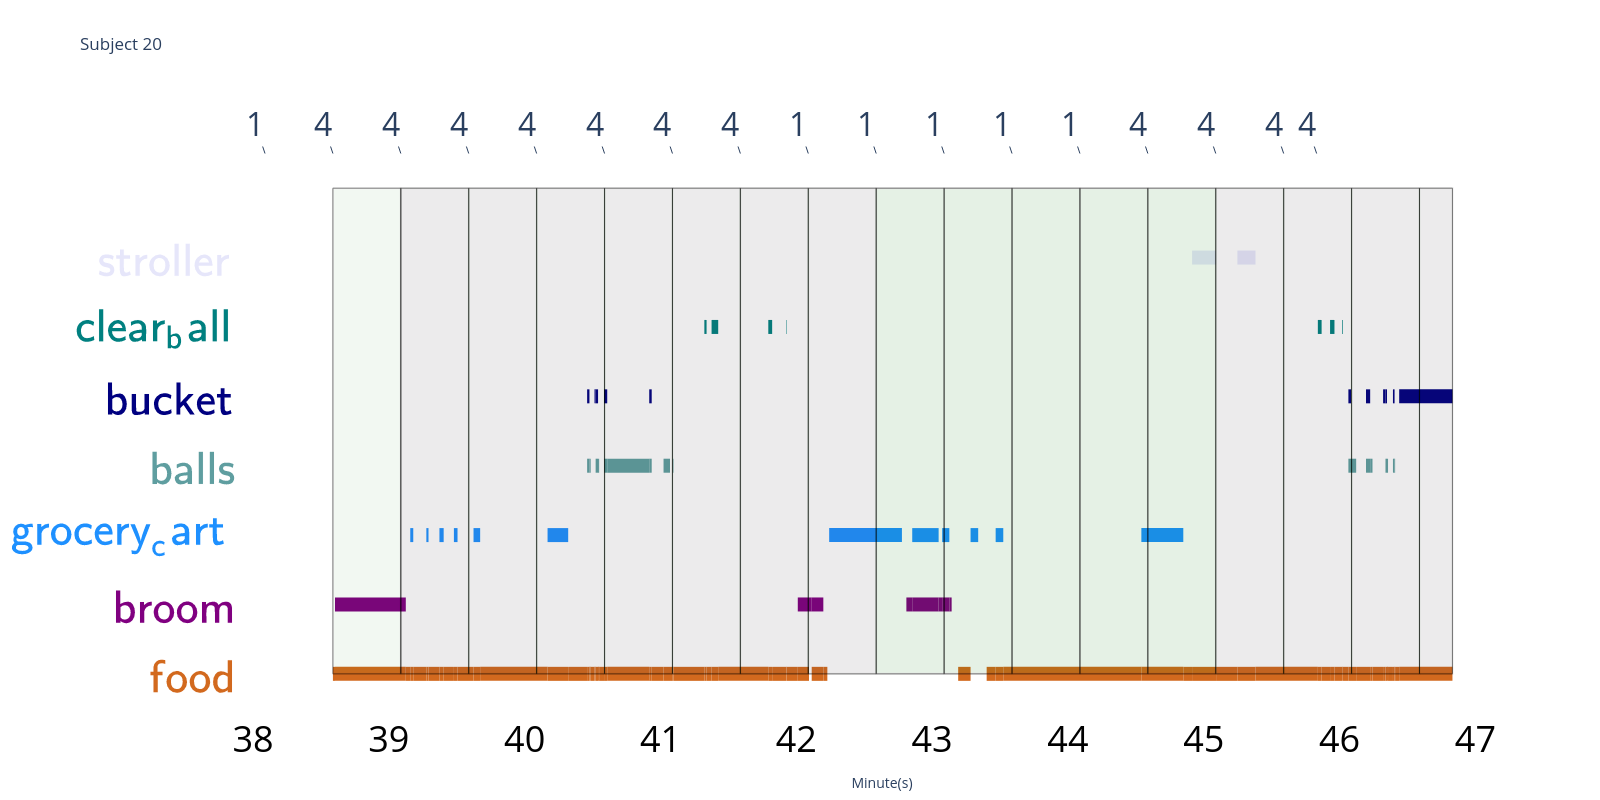 Subject 20
1 4 4 4 4 4 4 4 1 1 1 1 1 4 4 4 4
stroller
clear_ball
bucket
balls
grocery_cart
broom
food
38 39 40 41 42 43 44 45 46 47
Minute(s)